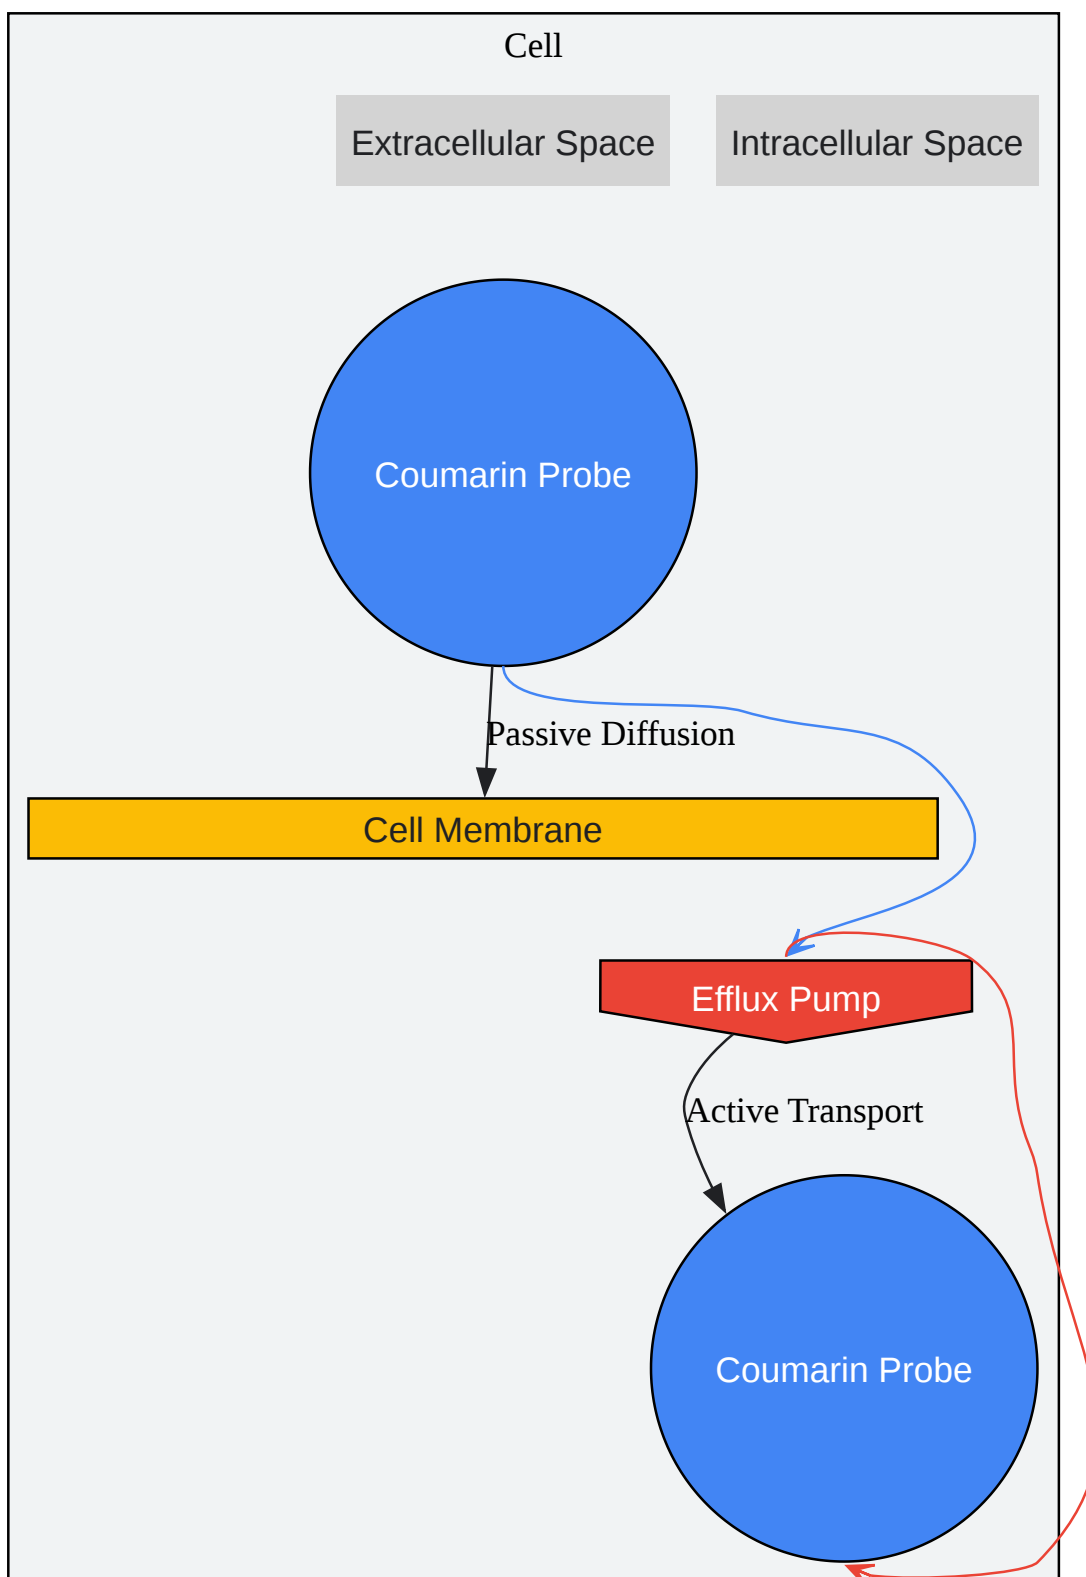 Cell
Extracellular Space
Intracellular Space
Coumarin Probe
Passive Diffusion
Cell Membrane
Efflux Pump
Active Transport
Coumarin Probe